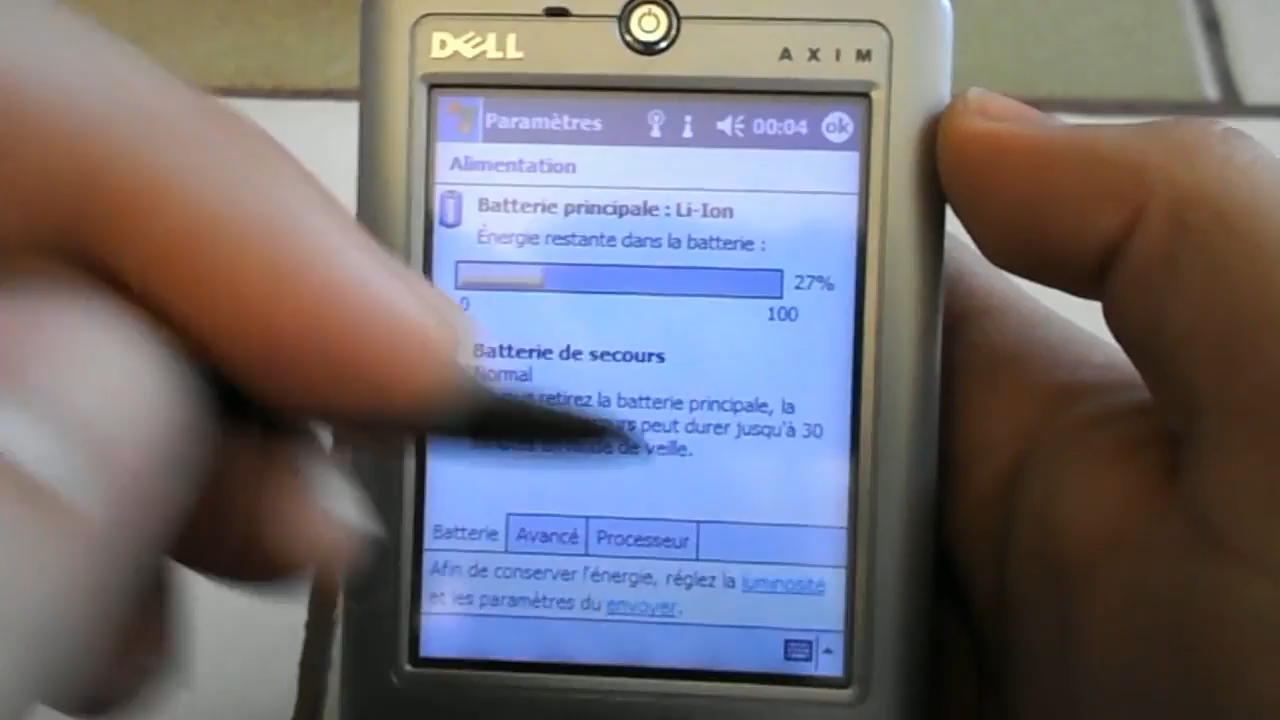 DELL
AXIM
Paramètres 00:04 ok
Alimentation
Batterie principale : Li-Ion
Énergie restante dans la batterie :
27%
0 100
Batterie de secours
Normal
retirez la batterie principale, la
peut durer jusqu'à 30
de veille.
Batterie Avancé Processeur
Afin de conserver l'énergie, réglez la luminosité
et les paramètres du envoyer.